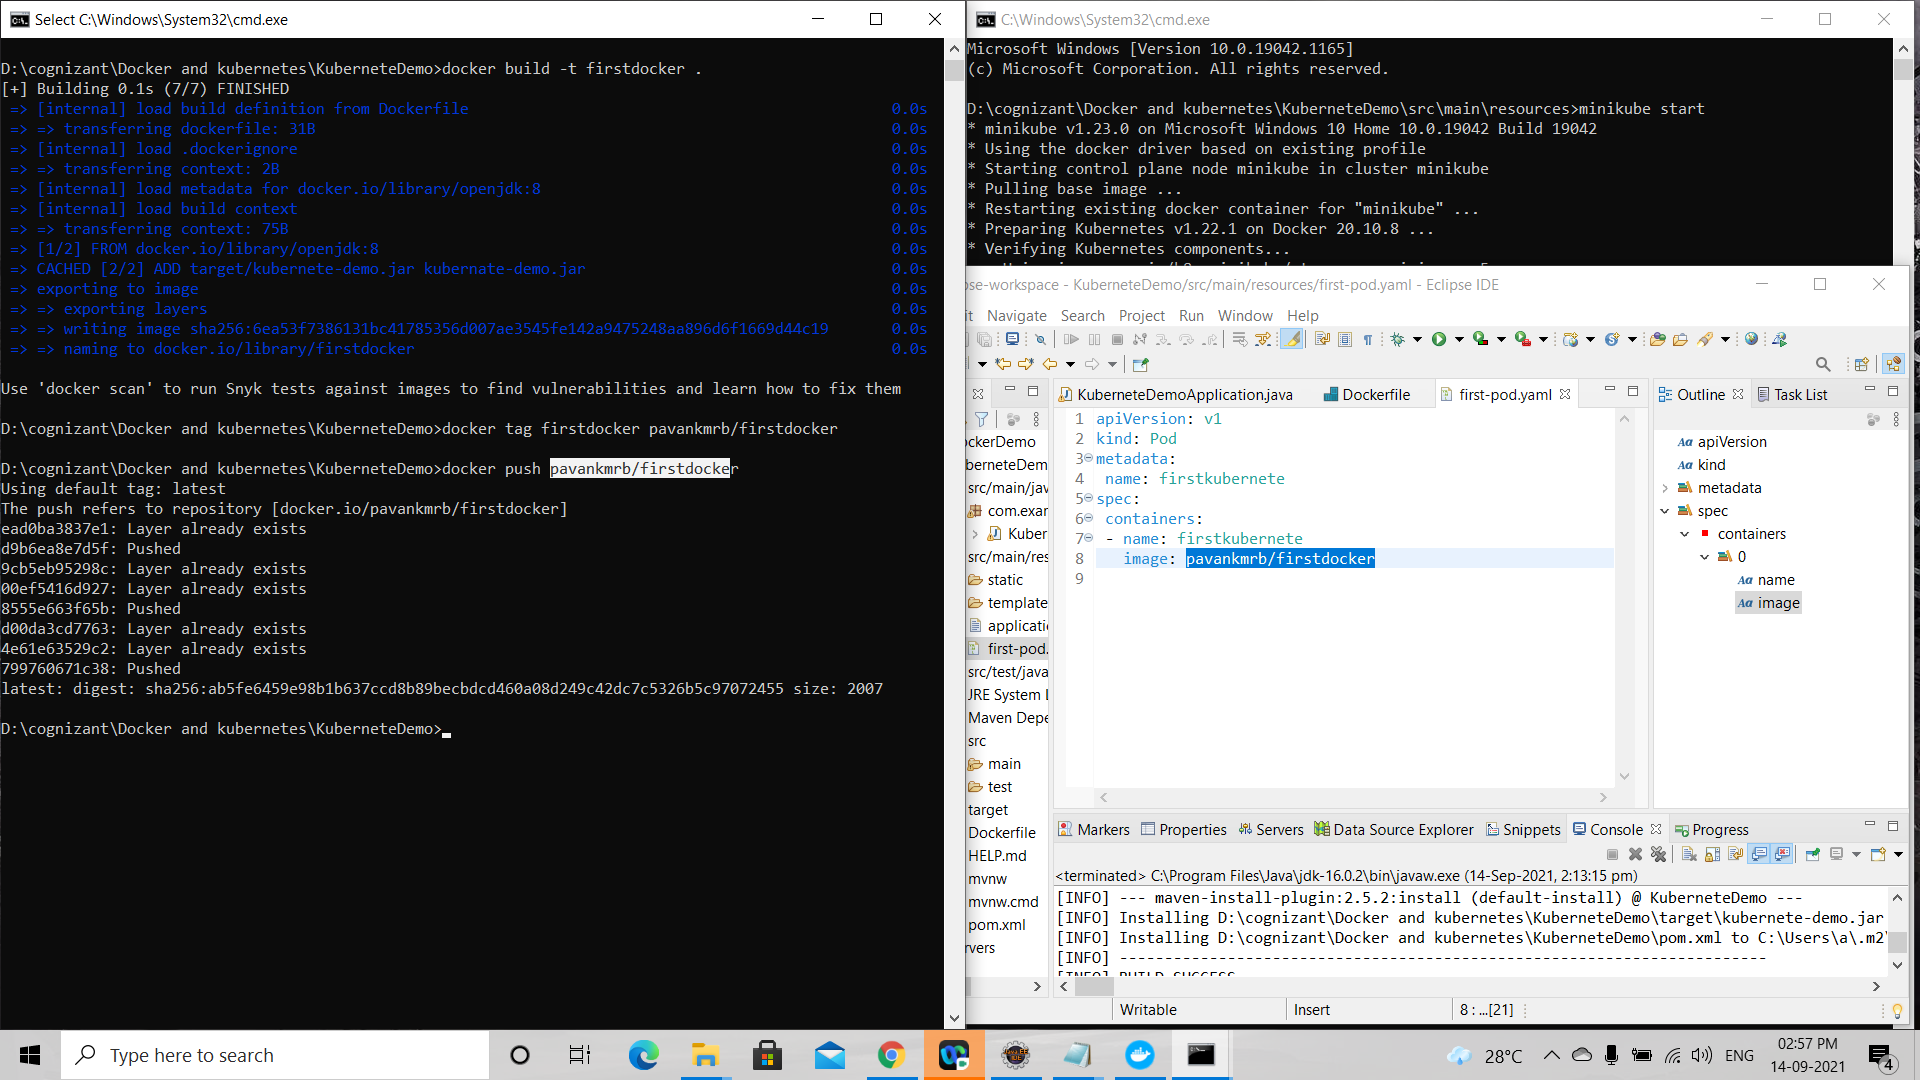 Select C:\Windows\System32\cmd.exe
D:\cognizant\Docker and kubernetes\KuberneteDemo>docker build -t firstdocker .
[+] Building 0.1s (7/7) FINISHED
=> [internal] load build definition from Dockerfile 0.0s
=> => transferring dockerfile: 31B 0.0s
=> [internal] load .dockerignore 0.0s
=> => transferring context: 2B 0.0s
=> [internal] load metadata for docker.io/library/openjdk:8 0.0s
=> [internal] load build context 0.0s
=> => transferring context: 75B 0.0s
=> [1/2] FROM docker.io/library/openjdk:8 0.0s
=> CACHED [2/2] ADD target/kubernete-demo.jar kubernate-demo.jar 0.0s
=> exporting to image 0.0s
=> => exporting layers 0.0s
=> => writing image sha256:6ea53f7386131bc41785356d007ae3545fe142a9475248aa896d6f1669d44c19 0.0s
=> => naming to docker.io/library/firstdocker 0.0s
Use 'docker scan' to run Snyk tests against images to find vulnerabilities and learn how to fix them
D:\cognizant\Docker and kubernetes\KuberneteDemo>docker tag firstdocker pavankmrb/firstdocker
D:\cognizant\Docker and kubernetes\KuberneteDemo>docker push pavankmrb/firstdocker
Using default tag: latest
The push refers to repository [docker.io/pavankmrb/firstdocker]
ead0ba3837e1: Layer already exists
d9b6ea8e7d5f: Pushed
9cb5eb95298c: Layer already exists
00ef5416d927: Layer already exists
8555e663f65b: Pushed
d00da3cd7763: Layer already exists
4e61e63529c2: Layer already exists
799760671c38: Pushed
latest: digest: sha256:ab5fe6459e98b1b637ccd8b89becbdcd460a08d249c42dc7c5326b5c97072455 size: 2007
D:\cognizant\Docker and kubernetes\KuberneteDemo>
C:\Windows\System32\cmd.exe
Microsoft Windows [Version 10.0.19042.1165]
(c) Microsoft Corporation. All rights reserved.
D:\cognizant\Docker and kubernetes\KuberneteDemo\src\main\resources>minikube start
* minikube v1.23.0 on Microsoft Windows 10 Home 10.0.19042 Build 19042
* Using the docker driver based on existing profile
* Starting control plane node minikube in cluster minikube
* Pulling base image ...
* Restarting existing docker container for "minikube" ...
* Preparing Kubernetes v1.22.1 on Docker 20.10.8 ...
* Verifying Kubernetes components...
pse-workspace - KuberneteDemo/src/main/resources/first-pod.yaml - Eclipse IDE
it Navigate Search Project Run Window Help
KuberneteDemoApplication.java Dockerfile first-pod.yaml
ockerDemo
berneteDem
src/main/jav
com.exar
Kuber
src/main/res
static
template
applicati
first-pod.
src/test/java
JRE System L
Maven Depe
src
main
test
target
Dockerfile
HELP.md
mvnw
mvnw.cmd
pom.xml
rvers
1 apiVersion: v1
2 kind: Pod
3 metadata:
4 name: firstkubernete
5 spec:
6 containers:
7 - name: firstkubernete
8 image: pavankmrb/firstdocker
9
Outline Task List
apiVersion
kind
metadata
spec
containers
0
name
image
Markers Properties Servers Data Source Explorer Snippets Console Progress
<terminated> C:\Program Files\Java\jdk-16.0.2\bin\javaw.exe (14-Sep-2021, 2:13:15 pm)
[INFO] --- maven-install-plugin:2.5.2:install (default-install) @ KuberneteDemo ---
[INFO] Installing D:\cognizant\Docker and kubernetes\KuberneteDemo\target\kubernete-demo.jar
[INFO] Installing D:\cognizant\Docker and kubernetes\KuberneteDemo\pom.xml to C:\Users\a\.m2\
[INFO] ------------------------------------------------------------------------
[INFO] BUILD SUCCESS
Writable Insert 8 : ...[21]
Type here to search
28°C ENG
02:57 PM
14-09-2021
4